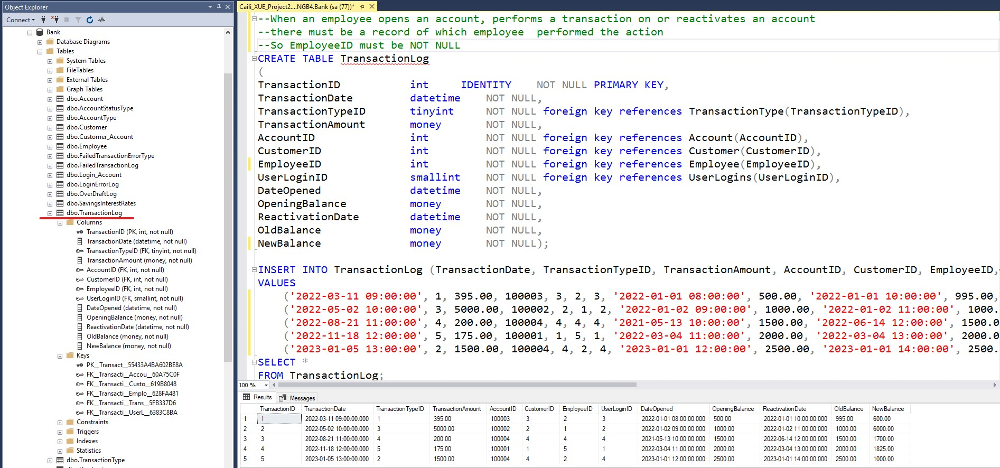 Object Explorer
Connect
Bank
Database Diagrams
Tables
System Tables
FileTables
External Tables
Graph Tables
dbo.Account
dbo.AccountStatusType
dbo.AccountType
dbo.Customer
dbo.Customer_Account
dbo.Employee
dbo.FailedTransactionErrorType
dbo.FailedTransactionLog
dbo.Login_Account
dbo.LoginErrorLog
dbo.OverDraftLog
dbo.SavingsInterestRates
dbo.TransactionLog
Columns
TransactionID (PK, int, not null)
TransactionDate (datetime, not null)
TransactionTypeID (FK, tinyint, not null)
TransactionAmount (money, not null)
AccountID (FK, int, not null)
CustomerID (FK, int, not null)
EmployeeID (FK, int, not null)
UserLoginID (FK, smallint, not null)
DateOpened (datetime, not null)
OpeningBalance (money, not null)
ReactivationDate (datetime, not null)
OldBalance (money, not null)
NewBalance (money, not null)
Keys
PK__Transact__55433A4BA602BE8A
FK__Transacti__Accou__60A75C0F
FK__Transacti__Custo__619B8048
FK__Transacti__Emplo__628FA481
FK__Transacti__Trans__5FB337D6
FK__Transacti__UserL__6383C8BA
Constraints
Triggers
Indexes
Statistics
dbo.TransactionType
Caili_XUE_Project2....NGB4.Bank (sa (77))*
--When an employee opens an account, performs a transaction on or reactivates an account
--there must be a record of which employee  performed the action
--So EmployeeID must be NOT NULL
CREATE TABLE TransactionLog
(
TransactionID int IDENTITY NOT NULL PRIMARY KEY,
TransactionDate datetime NOT NULL,
TransactionTypeID tinyint NOT NULL foreign key references TransactionType(TransactionTypeID),
TransactionAmount money NOT NULL,
AccountID int NOT NULL foreign key references Account(AccountID),
CustomerID int NOT NULL foreign key references Customer(CustomerID),
EmployeeID int NOT NULL foreign key references Employee(EmployeeID),
UserLoginID smallint NOT NULL foreign key references UserLogins(UserLoginID),
DateOpened datetime NOT NULL,
OpeningBalance money NOT NULL,
ReactivationDate datetime NOT NULL,
OldBalance money NOT NULL,
NewBalance money NOT NULL);
INSERT INTO TransactionLog (TransactionDate, TransactionTypeID, TransactionAmount, AccountID, CustomerID, EmployeeID,
VALUES
('2022-03-11 09:00:00', 1, 395.00, 100003, 3, 2, 3, '2022-01-01 08:00:00', 500.00, '2022-01-01 10:00:00', 995.00,
('2022-05-02 10:00:00', 3, 5000.00, 100002, 2, 1, 2, '2022-01-02 09:00:00', 1000.00, '2022-01-02 11:00:00', 1000.
('2022-08-21 11:00:00', 4, 200.00, 100004, 4, 4, 4, '2021-05-13 10:00:00', 1500.00, '2022-06-14 12:00:00', 1500.0
('2022-11-18 12:00:00', 5, 175.00, 100001, 1, 5, 1, '2022-03-04 11:00:00', 2000.00, '2022-03-04 13:00:00', 2000.0
('2023-01-05 13:00:00', 2, 1500.00, 100004, 4, 2, 4, '2023-01-01 12:00:00', 2500.00, '2023-01-01 14:00:00', 2500.
SELECT *
FROM TransactionLog;
100 %
Results Messages
TransactionID TransactionDate TransactionTypeID TransactionAmount AccountID CustomerID EmployeeID UserLoginID DateOpened OpeningBalance ReactivationDate OldBalance NewBalance
1 1 2022-03-11 09:00:00.000 1 395.00 100003 3 2 3 2022-01-01 08:00:00.000 500.00 2022-01-01 10:00:00.000 995.00 600.00
2 2 2022-05-02 10:00:00.000 3 5000.00 100002 2 1 2 2022-01-02 09:00:00.000 1000.00 2022-01-02 11:00:00.000 1000.00 6000.00
3 3 2022-08-21 11:00:00.000 4 200.00 100004 4 4 4 2021-05-13 10:00:00.000 1500.00 2022-06-14 12:00:00.000 1500.00 1700.00
4 4 2022-11-18 12:00:00.000 5 175.00 100001 1 5 1 2022-03-04 11:00:00.000 2000.00 2022-03-04 13:00:00.000 2000.00 1825.00
5 5 2023-01-05 13:00:00.000 2 1500.00 100004 4 2 4 2023-01-01 12:00:00.000 2500.00 2023-01-01 14:00:00.000 2500.00 1000.00